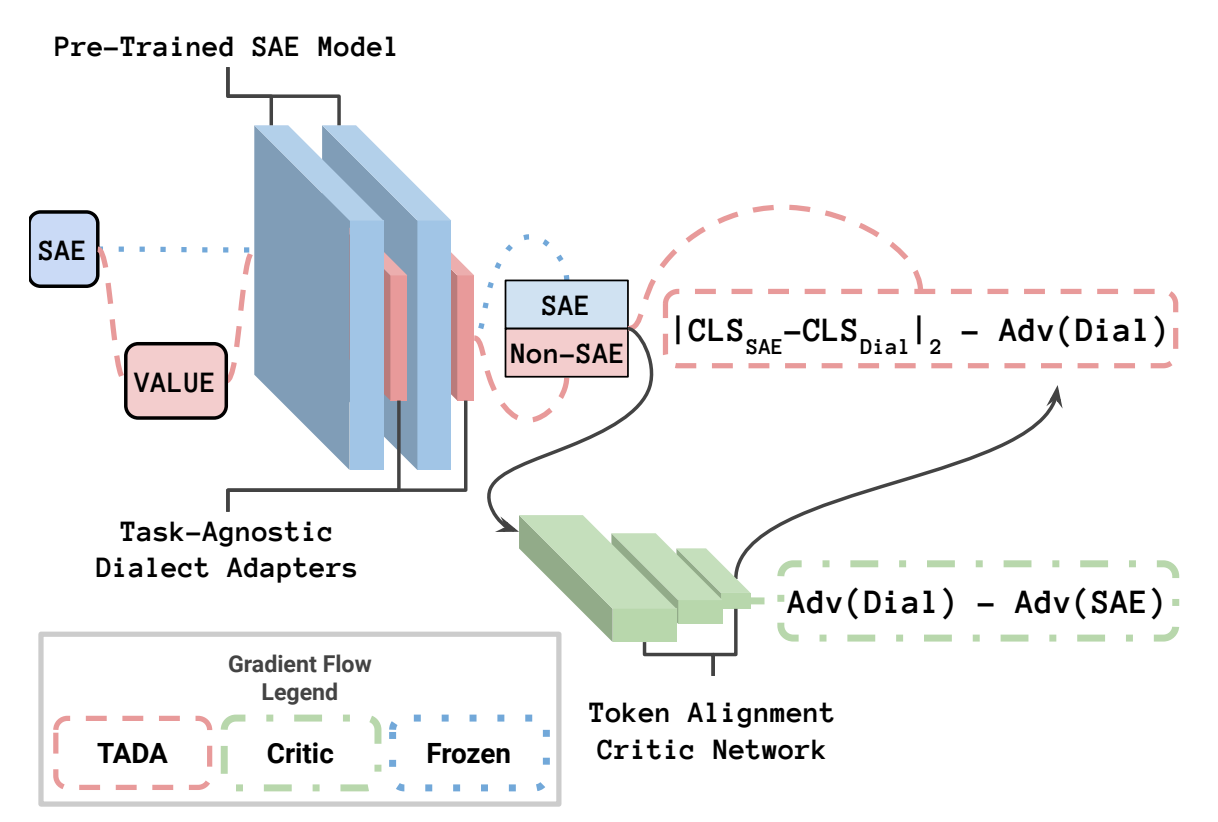 Pre-Trained SAE Model
SAE
VALUE
SAE
Non-SAE
|CLS_SAE-CLS_Dial|_2 - Adv(Dial)
Task-Agnostic
Dialect Adapters
Adv(Dial) - Adv(SAE)
Token Alignment
Critic Network
Gradient Flow
Legend
TADA
Critic
Frozen